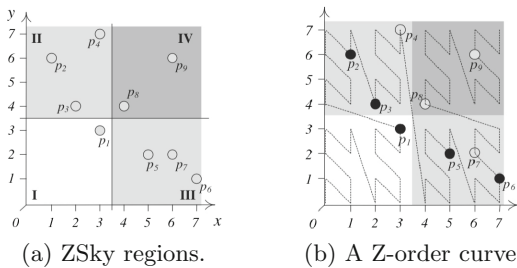 y
7
6
5
4
3
2
1
0
1
2
3
4
5
6
7
x
II
IV
I
III
p4
p2
p9
p3
p8
p1
p5
p7
p6
(a) ZSky regions.
7
6
5
4
3
2
1
0
1
2
3
4
5
6
7
p4
p2
p9
p3
p8
p1
p5
p7
p6
(b) A Z-order curve